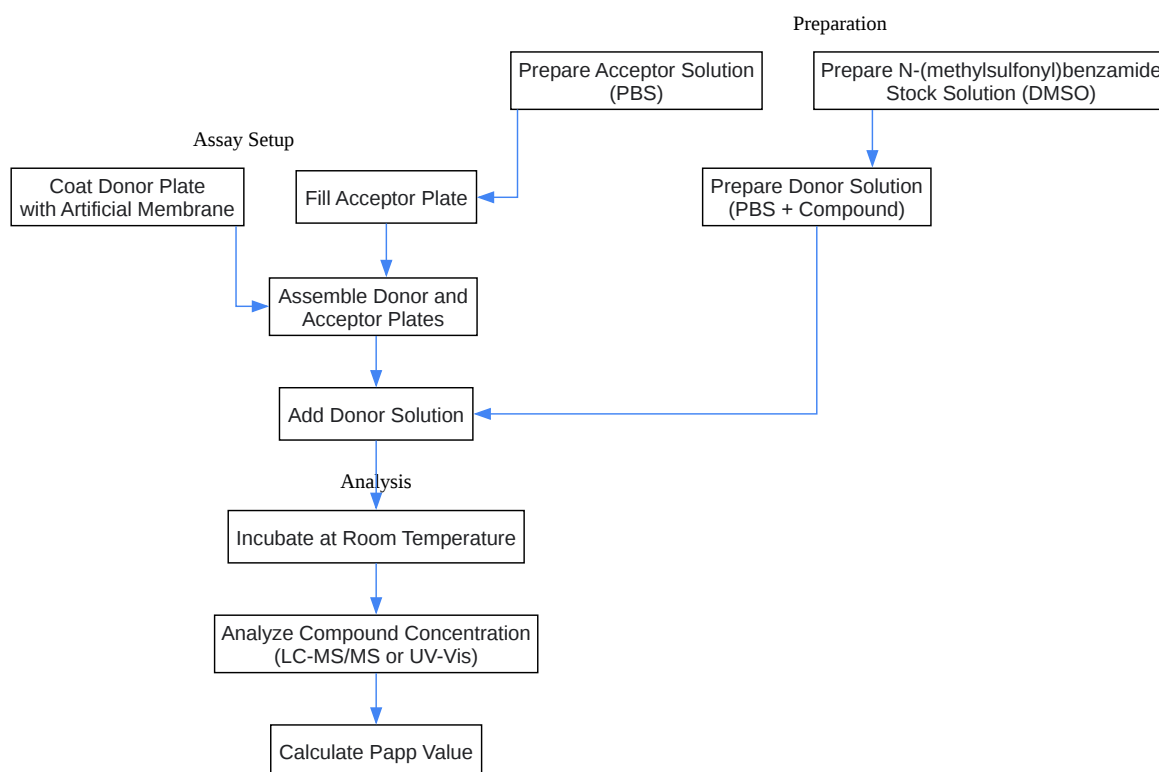 Preparation
Prepare Acceptor Solution
(PBS)
Prepare N-(methylsulfonyl)benzamide
Stock Solution (DMSO)
Assay Setup
Coat Donor Plate
with Artificial Membrane
Fill Acceptor Plate
Prepare Donor Solution
(PBS + Compound)
Assemble Donor and
Acceptor Plates
Add Donor Solution
Analysis
Incubate at Room Temperature
Analyze Compound Concentration
(LC-MS/MS or UV-Vis)
Calculate Papp Value